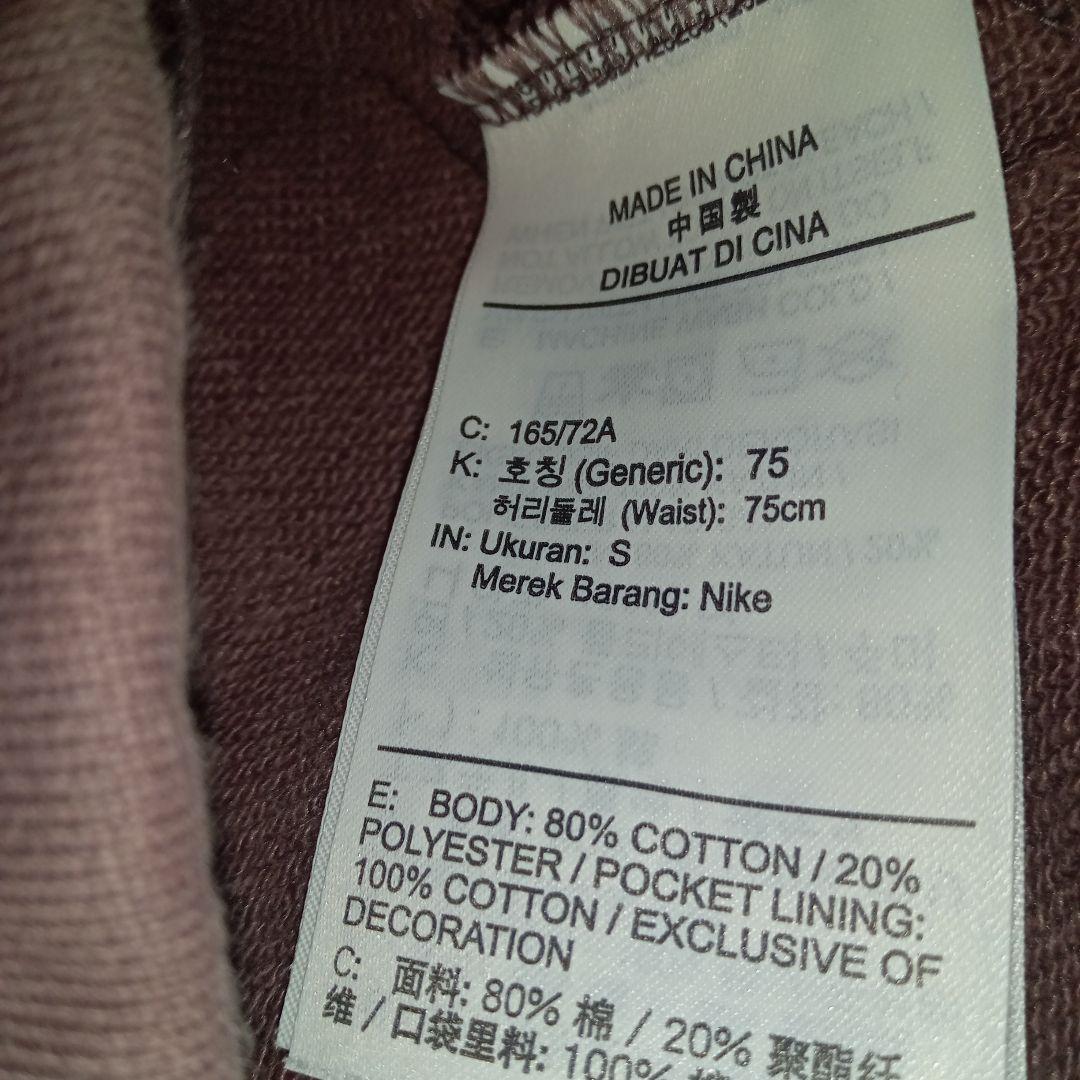 MADE IN CHINA
中国製
DIBUAT DI CINA
C: 165/72A
K: 호칭 (Generic): 75
허리둘레 (Waist): 75cm
IN: Ukuran: S
Merek Barang: Nike
E: BODY: 80% COTTON / 20%
POLYESTER / POCKET LINING:
100% COTTON / EXCLUSIVE OF
DECORATION
C: 面料: 80% 棉 / 20% 聚酯纤
维 / 口袋里料: 100% 棉